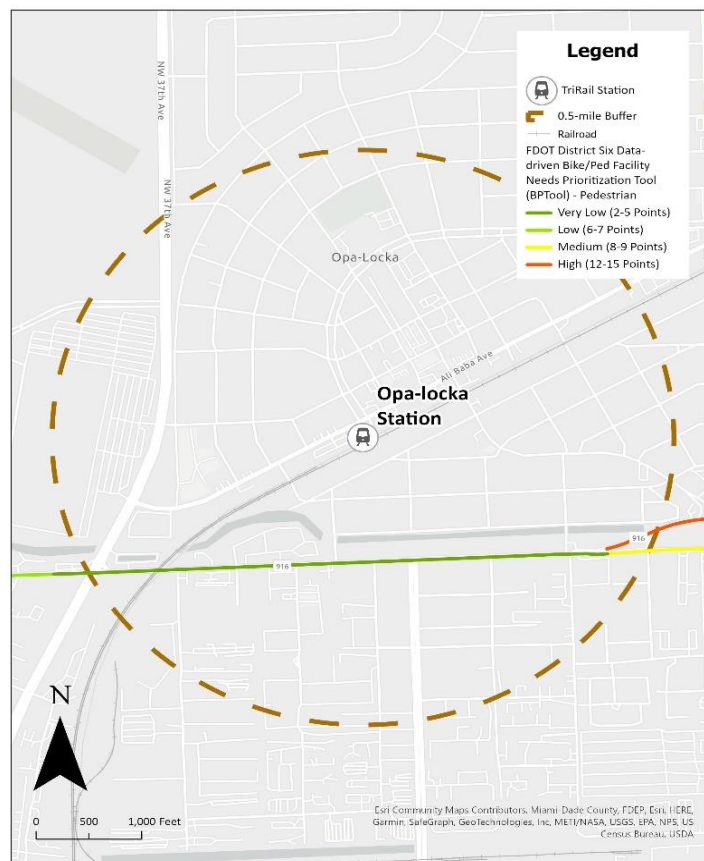 Legend
TriRail Station
0.5-mile Buffer
Railroad
FDOT District Six Data-
driven Bike/Ped Facility
Needs Prioritization Tool
(BPTool) - Pedestrian
Very Low (2-5 Points)
Low (6-7 Points)
Medium (8-9 Points)
High (12-15 Points)
NW 37th Ave
NW 37th Ave
Opa-Locka
Ali Baba Ave
Opa-locka
Station
916
916
N
0 500 1,000 Feet
Esri Community Maps Contributors, Miami-Dade County, FDEP, Esri, HERE,
Garmin, SafeGraph, GeoTechnologies, Inc, METI/NASA, USGS, EPA, NPS, US
Census Bureau, USDA